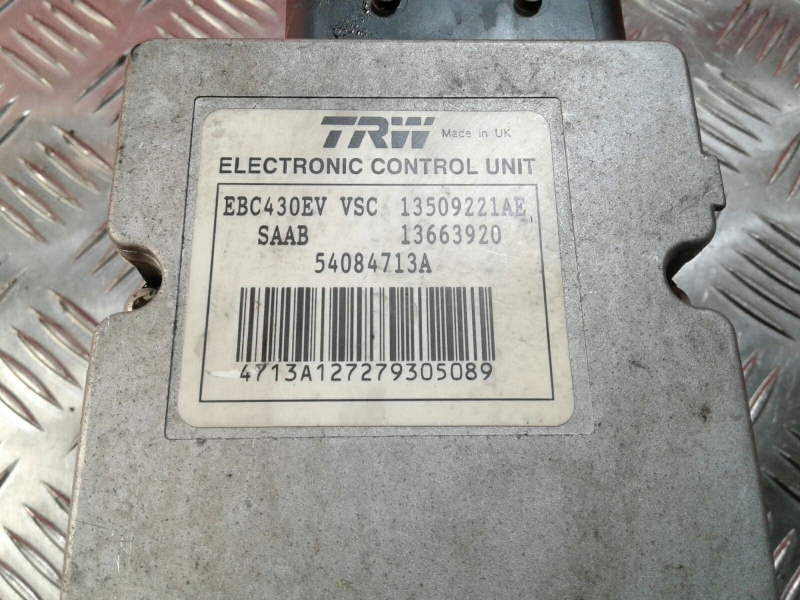 TRW Made in UK
ELECTRONIC CONTROL UNIT
EBC430EV VSC 13509221AE
SAAB 13663920
54084713A
4713A127279305089